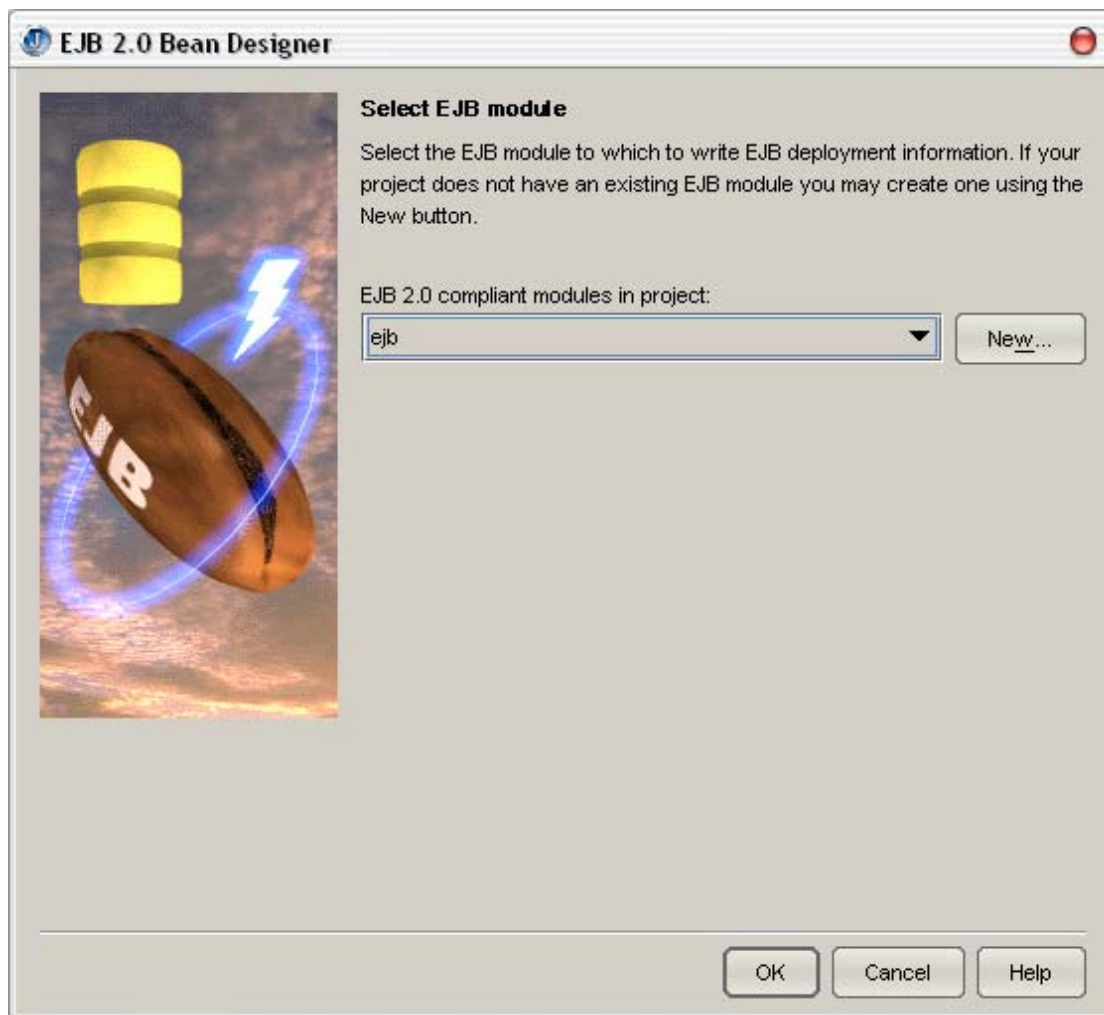 EJB 2.0 Bean Designer
Select EJB module
Select the EJB module to which to write EJB deployment information. If your
project does not have an existing EJB module you may create one using the
New button.
EJB 2.0 compliant modules in project:
ejb
New...
EJB
OK
Cancel
Help